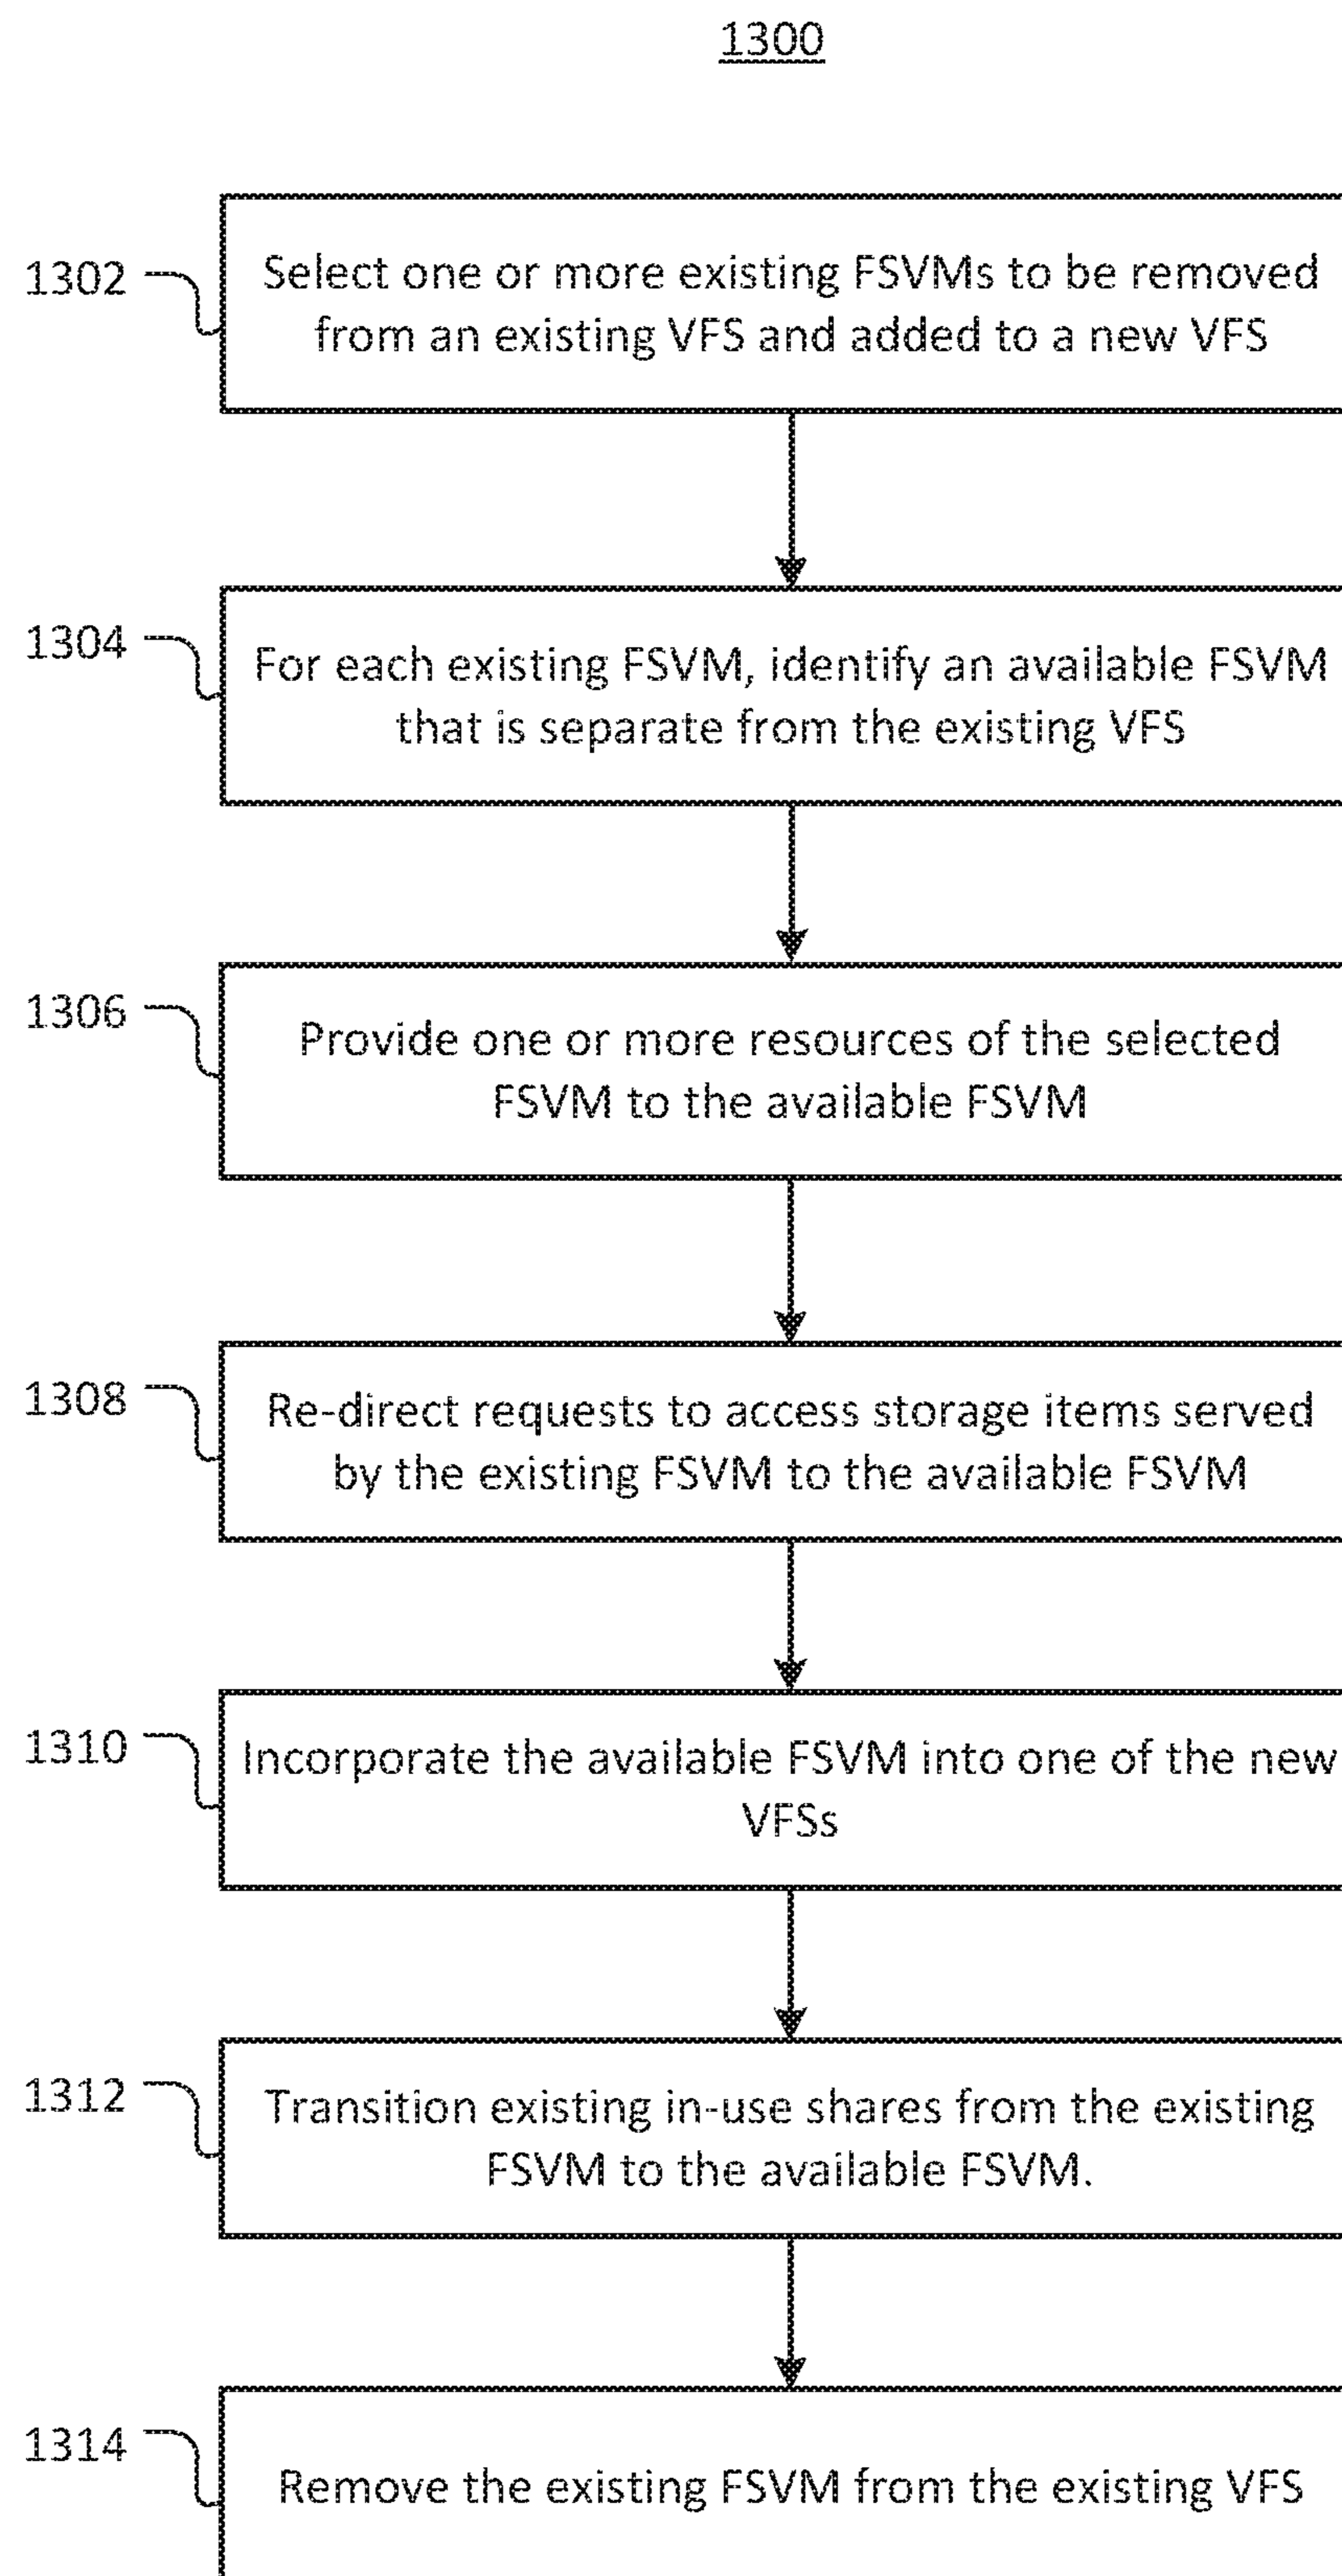 1300
1302
Select one or more existing FSVMs to be removed
from an existing VFS and added to a new VFS
1304
For each existing FSVM, identify an available FSVM
that is separate from the existing VFS
1306
Provide one or more resources of the selected
FSVM to the available FSVM
1308
Re-direct requests to access storage items served
by the existing FSVM to the available FSVM
1310
Incorporate the available FSVM into one of the new
VFSs
1312
Transition existing in-use shares from the existing
FSVM to the available FSVM.
1314
Remove the existing FSVM from the existing VFS